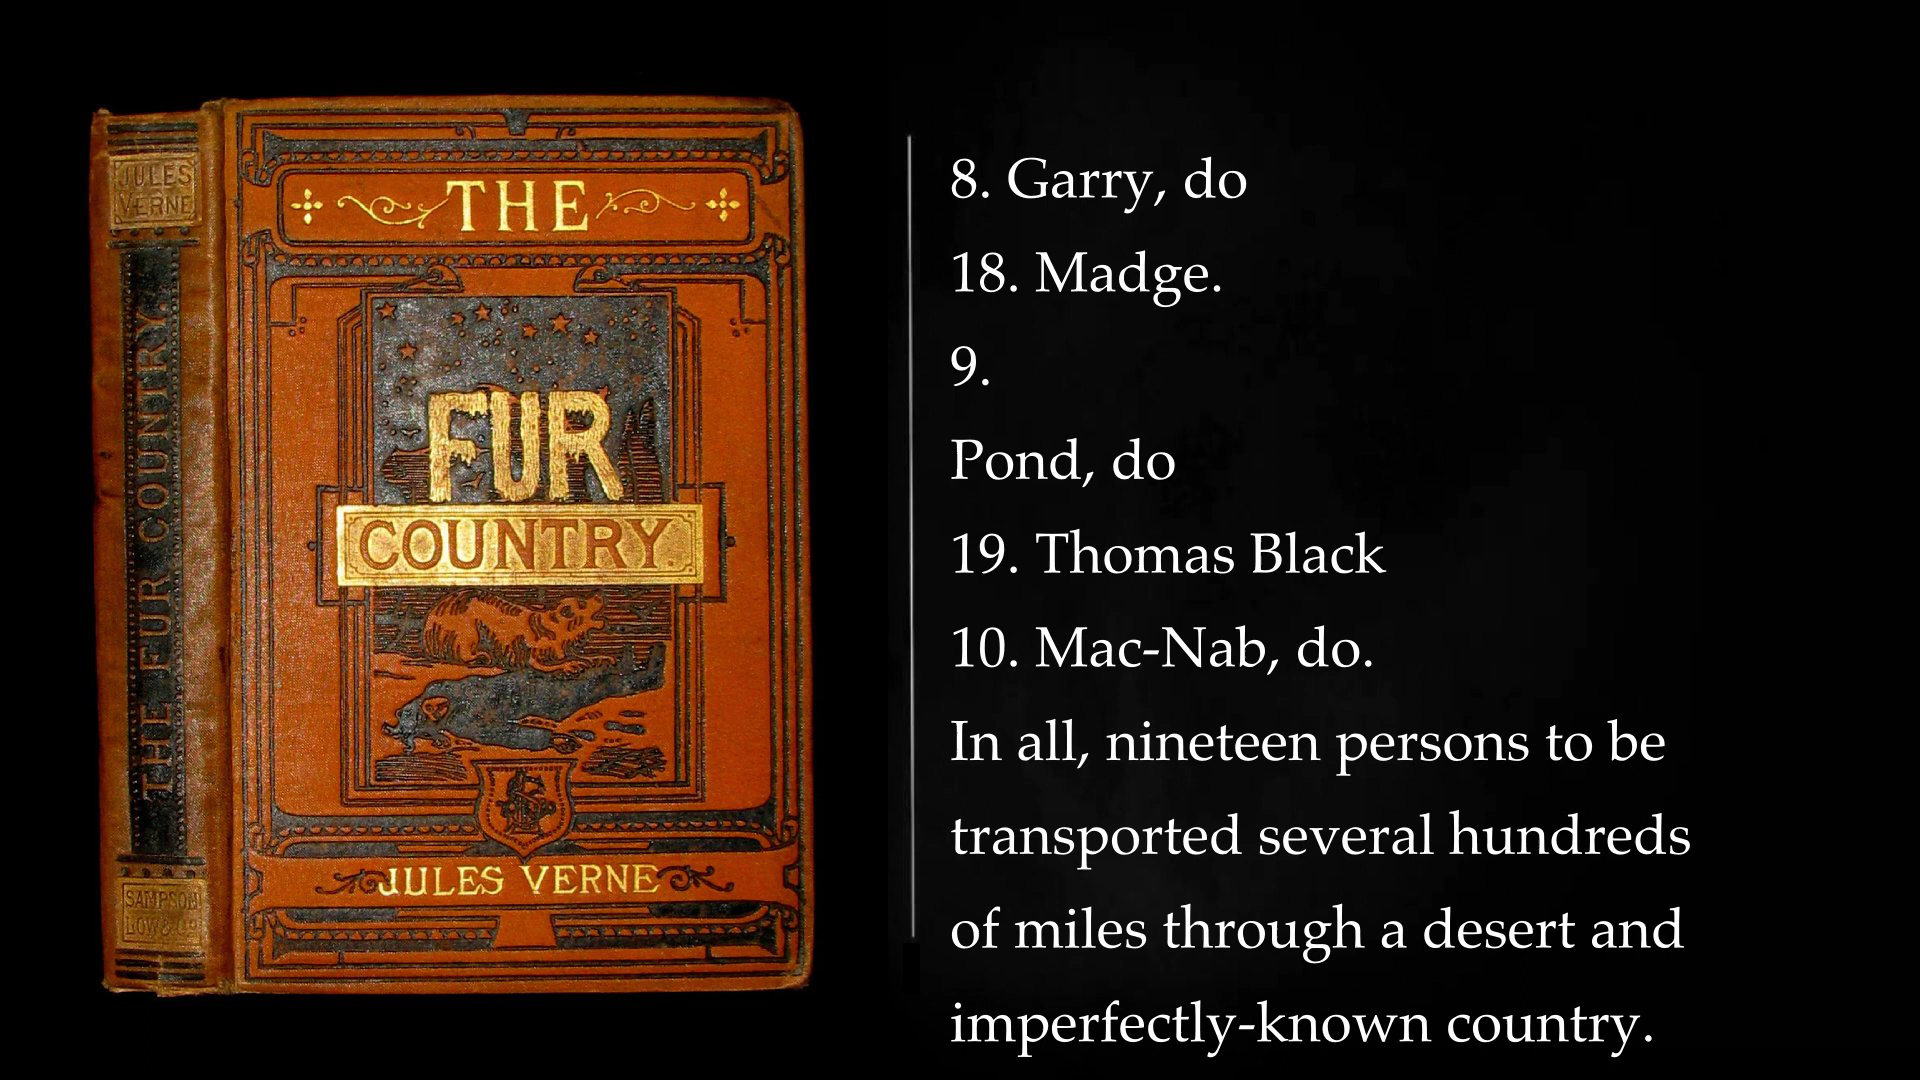 JULES
VERNE
THE FUR COUNTRY.
SAMPSON
LOW & Co
THE
FUR
COUNTRY.
JULES VERNE
8. Garry, do
18. Madge.
9.
Pond, do
19. Thomas Black
10. Mac-Nab, do.
In all, nineteen persons to be
transported several hundreds
of miles through a desert and
imperfectly-known country.